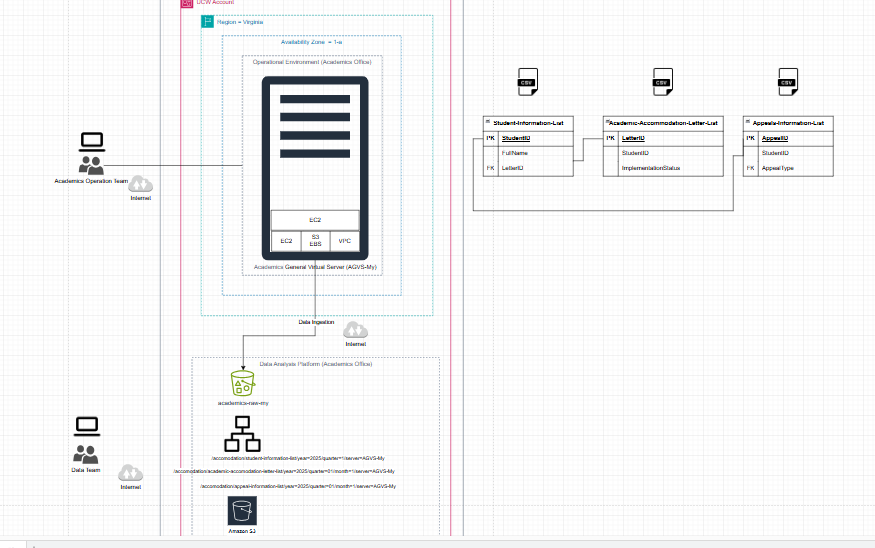 UCW Account
Region = Virginia
Availability Zone = 1-a
Operational Environment (Academics Office)
EC2
EC2
S3
EBS
VPC
Academics General Virtual Server (AGVS-My)
Academics Operation Team
Internet
CSV
CSV
CSV
Student-Information-List
PK StudentID
FullName
FK LetterID
Academic-Accommodation-Letter-List
PK LetterID
StudentID
ImplementationStatus
Appeals-Information-List
PK AppealID
StudentID
FK AppealType
Data Ingestion
Internet
Data Analysis Platform (Academics Office)
academics-raw-my
Data Team
Internet
/accomodation/student-information-list/year=2025/quarter=1/server=AGVS-My
/accomodation/academic-accomodation-letter-list/year=2025/quarter=01/month=1/server=AGVS-My
/accomodation/appeal-information-list/year=2025/quarter=01/month=1/server=AGVS-My
Amazon S3